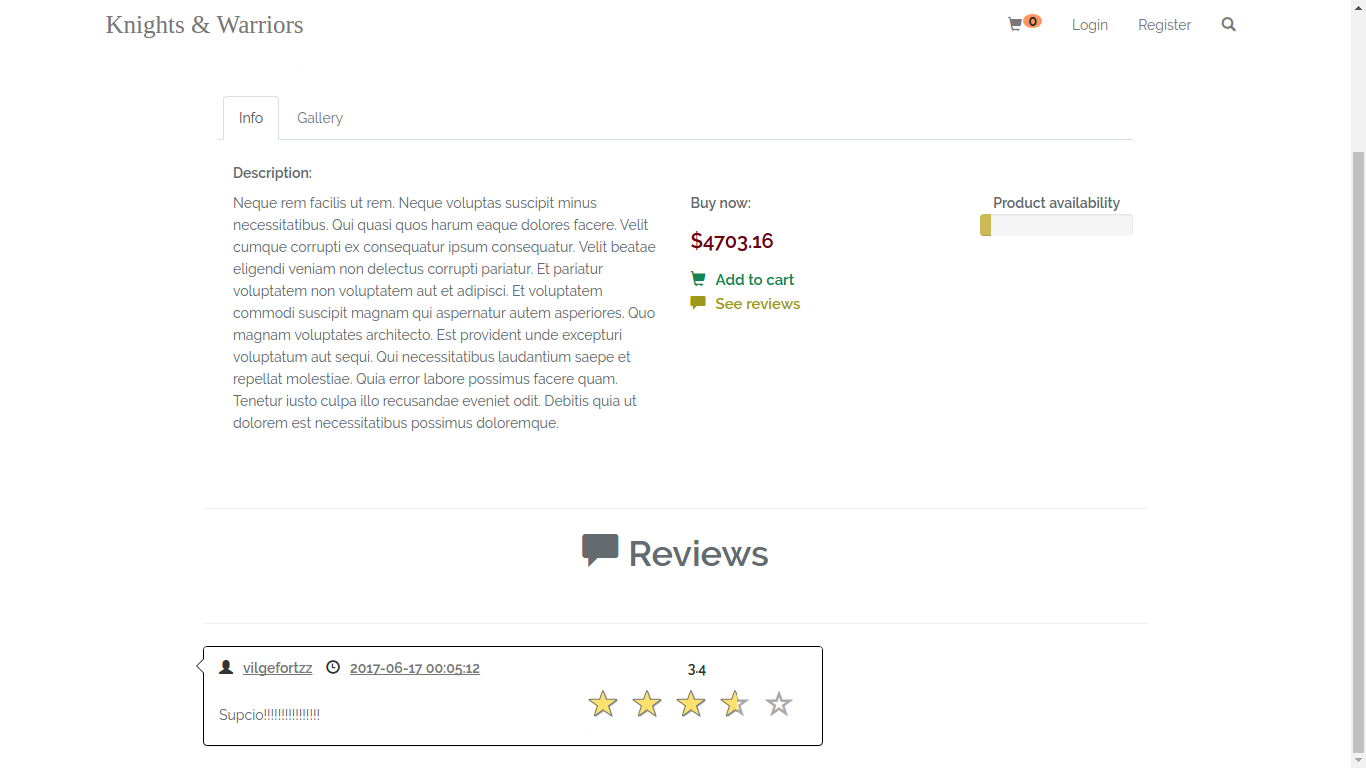 Knights & Warriors
0
Login
Register
Info
Gallery
Description:
Neque rem facilis ut rem. Neque voluptas suscipit minus
necessitatibus. Qui quasi quos harum eaque dolores facere. Velit
cumque corrupti ex consequatur ipsum consequatur. Velit beatae
eligendi veniam non delectus corrupti pariatur. Et pariatur
voluptatem non voluptatem aut et adipisci. Et voluptatem
commodi suscipit magnam qui aspernatur autem asperiores. Quo
magnam voluptates architecto. Est provident unde excepturi
voluptatum aut sequi. Qui necessitatibus laudantium saepe et
repellat molestiae. Quia error labore possimus facere quam.
Tenetur iusto culpa illo recusandae eveniet odit. Debitis quia ut
dolorem est necessitatibus possimus doloremque.
Buy now:
$4703.16
Add to cart
See reviews
Product availability
Reviews
vilgefortzz
2017-06-17 00:05:12
3.4
Supcio!!!!!!!!!!!!!!!!